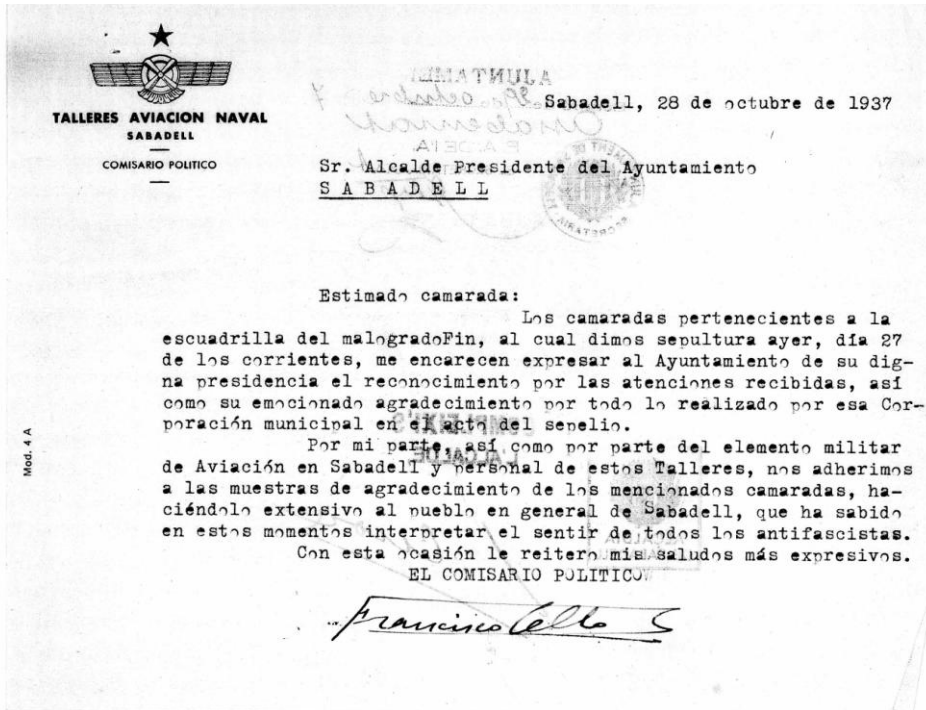 TALLERES AVIACION NAVAL
SABADELL
COMISARIO POLITICO
AJUNTAMENT
Sabadell, 28 de octubre de 1937
Sr. Alcalde Presidente del Ayuntamiento
SABADELL
Estimado camarada:
Los camaradas pertenecientes a la
escuadrilla del malogradoFin, al cual dimos sepultura ayer, día 27
de los corrientes, me encarecen expresar al Ayuntamiento de su dig-
na presidencia el reconocimiento por las atenciones recibidas, así
como su emocionado agradecimiento por todo lo realizado por esa Cor-
poración municipal en el acto del sepelio.
Por mi parte, así como por parte del elemento militar
de Aviación en Sabadell y personal de estos Talleres, nos adherimos
a las muestras de agradecimiento de los mencionados camaradas, ha-
ciéndolo extensivo al pueblo en general de Sabadell, que ha sabido
en estos momentos interpretar el sentir de todos los antifascistas.
Con esta ocasión le reitero mis saludos más expresivos.
EL COMISARIO POLITICO
Francisco
COMPLEIXI'S
L'ALCALDE
Mod. 4 A